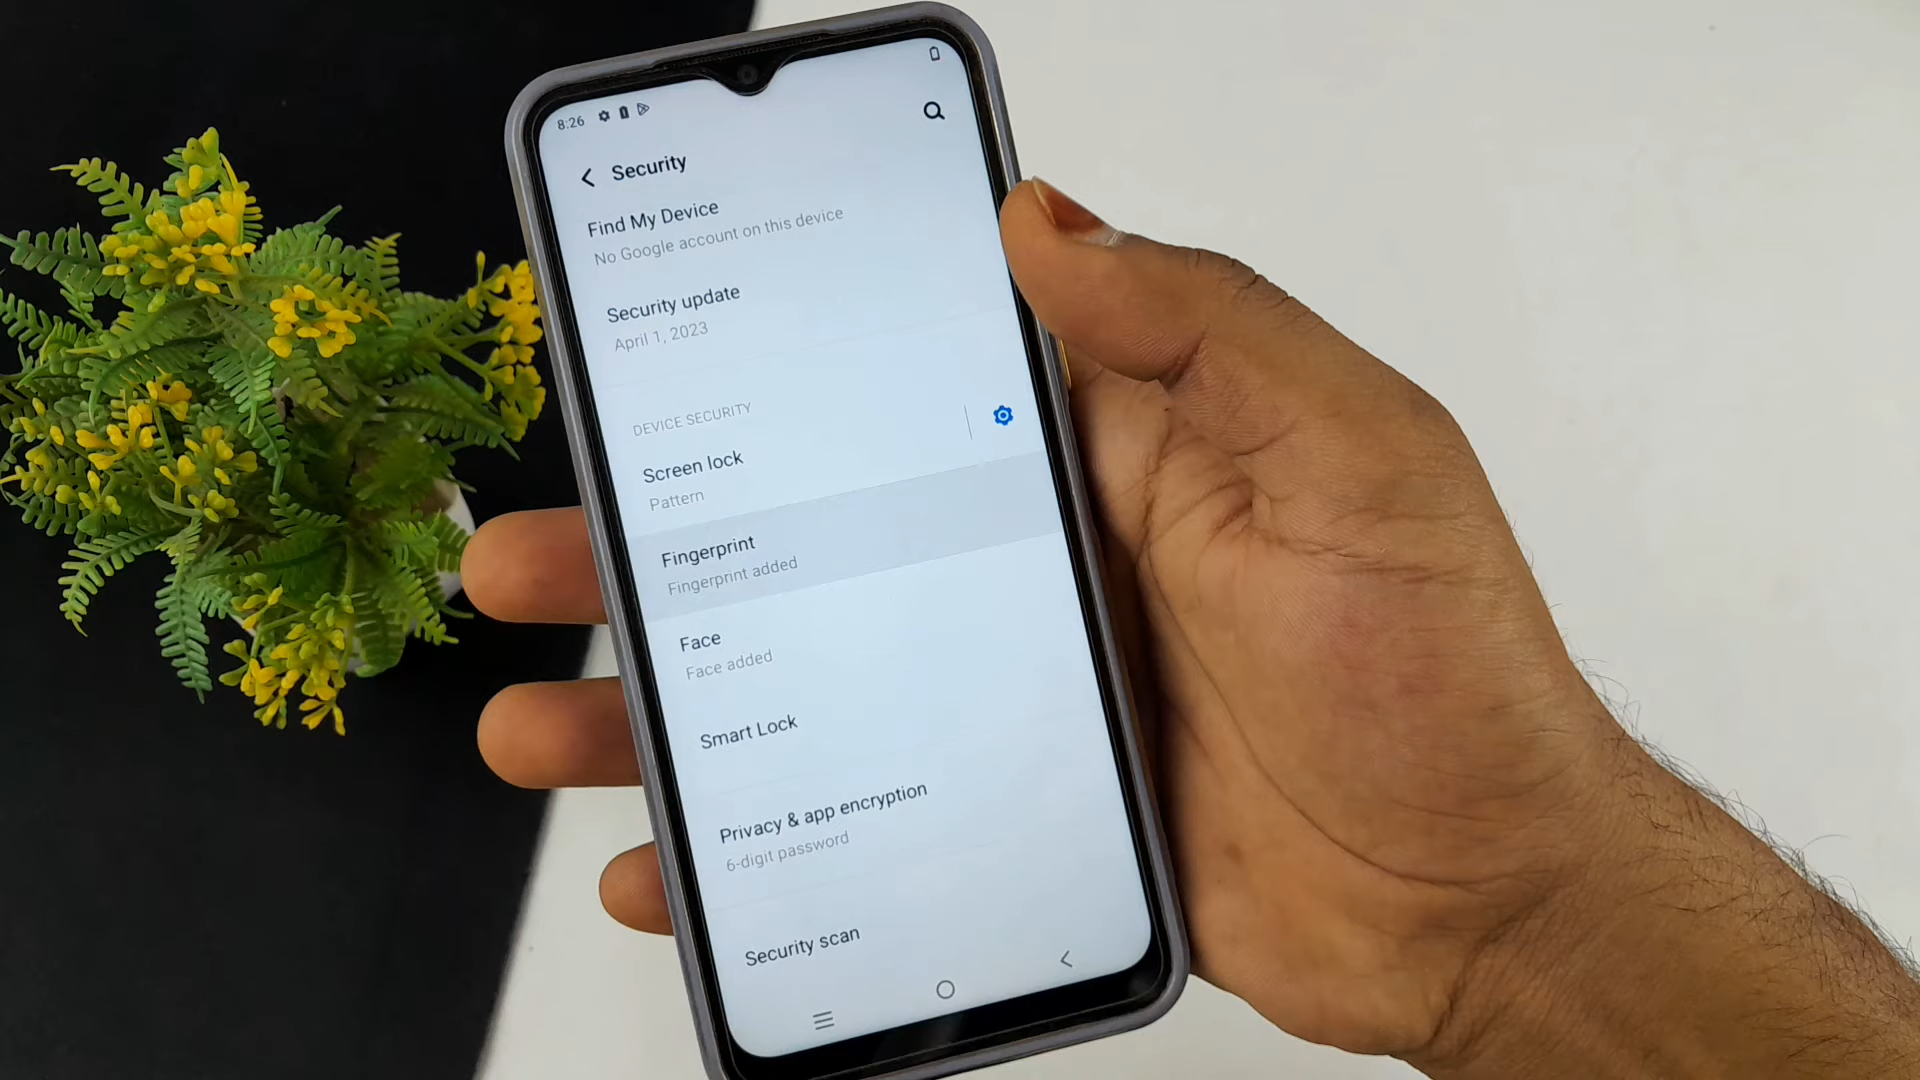 8:26
Security
Find My Device
No Google account on this device
Security update
April 1, 2023
DEVICE SECURITY
Screen lock
Pattern
Fingerprint
Fingerprint added
Face
Face added
Smart Lock
Privacy & app encryption
6-digit password
Security scan